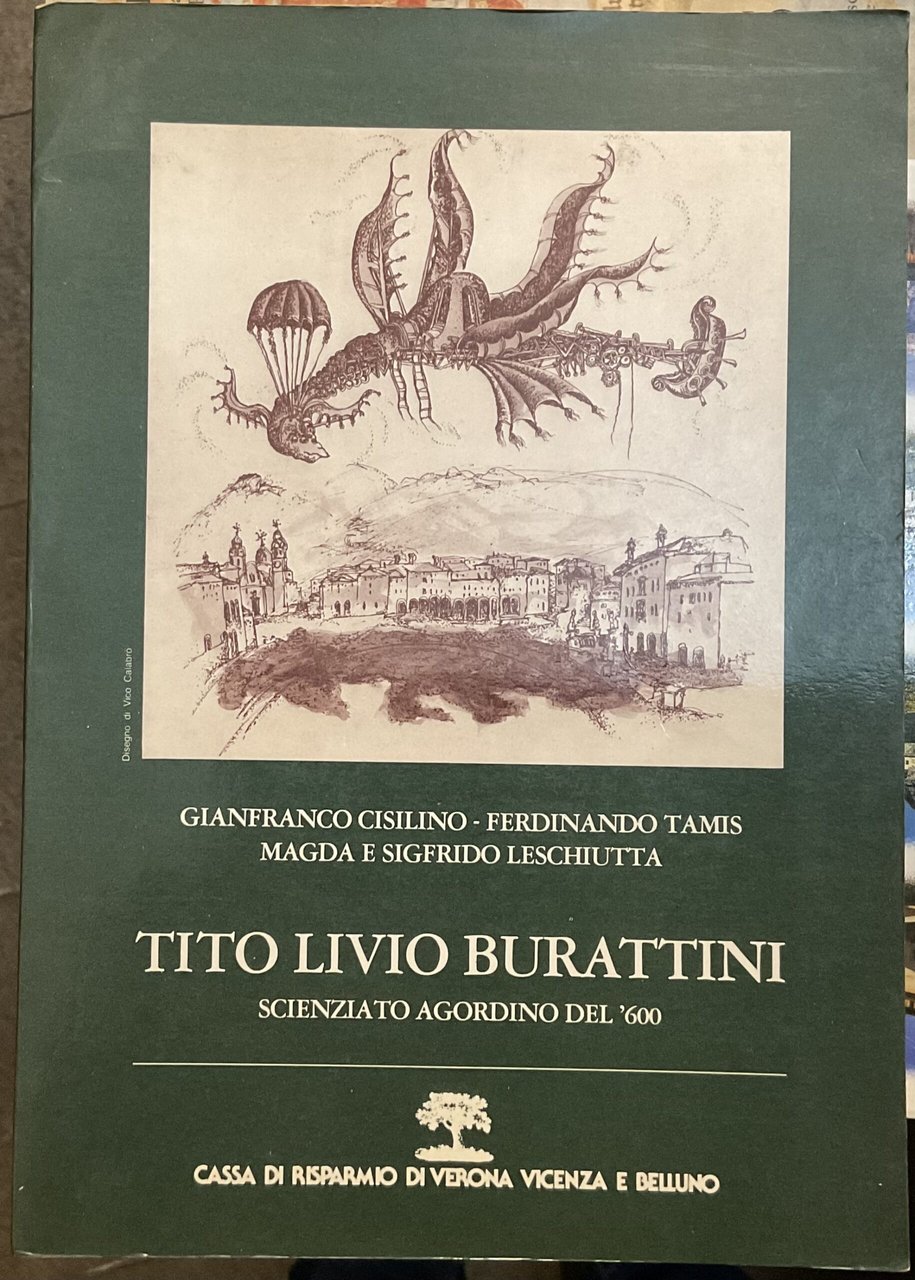 Disegno di Vico Calabrò
GIANFRANCO CISILINO - FERDINANDO TAMIS
MAGDA E SIGFRIDO LESCHIUTTA
TITO LIVIO BURATTINI
SCIENZIATO AGORDINO DEL '600
CASSA DI RISPARMIO DI VERONA VICENZA E BELLUNO